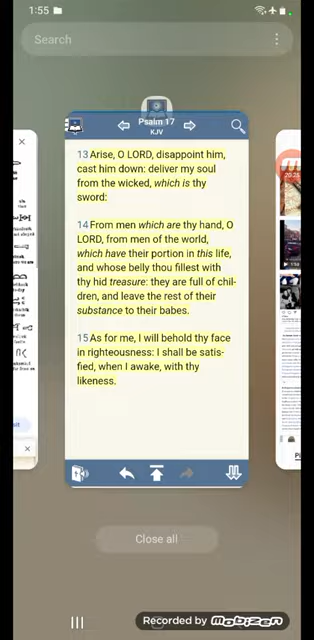 1:55
Search
Psalm 17
KJV
13 Arise, O LORD, disappoint him,
cast him down: deliver my soul
from the wicked, which is thy
sword:
14 From men which are thy hand, O
LORD, from men of the world,
which have their portion in this life,
and whose belly thou fillest with
thy hid treasure: they are full of chil-
dren, and leave the rest of their
substance to their babes.
15 As for me, I will behold thy face
in righteousness: I shall be satis-
fied, when I awake, with thy
likeness.
Close all
Recorded by mobizen